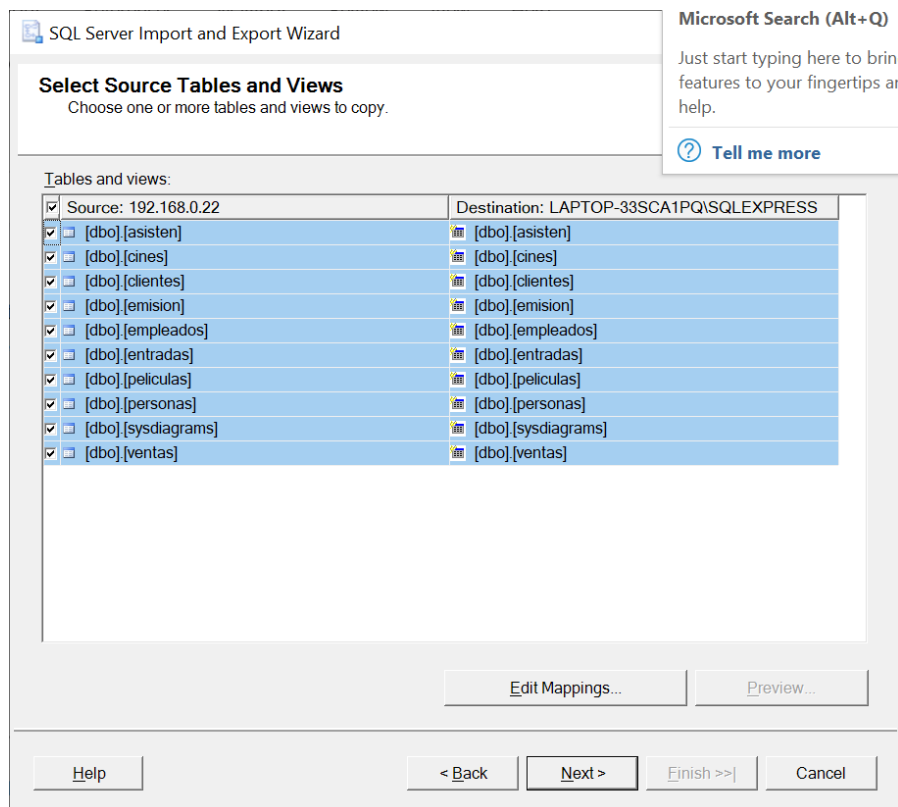 SQL Server Import and Export Wizard
Microsoft Search (Alt+Q)
Just start typing here to brin
features to your fingertips a
help.
Tell me more
Select Source Tables and Views
Choose one or more tables and views to copy.
Tables and views:
Source: 192.168.0.22 Destination: LAPTOP-33SCA1PQ\SQLEXPRESS
[dbo].[asisten] [dbo].[asisten]
[dbo].[cines] [dbo].[cines]
[dbo].[clientes] [dbo].[clientes]
[dbo].[emision] [dbo].[emision]
[dbo].[empleados] [dbo].[empleados]
[dbo].[entradas] [dbo].[entradas]
[dbo].[peliculas] [dbo].[peliculas]
[dbo].[personas] [dbo].[personas]
[dbo].[sysdiagrams] [dbo].[sysdiagrams]
[dbo].[ventas] [dbo].[ventas]
Edit Mappings... Preview...
Help < Back Next > Finish >>| Cancel